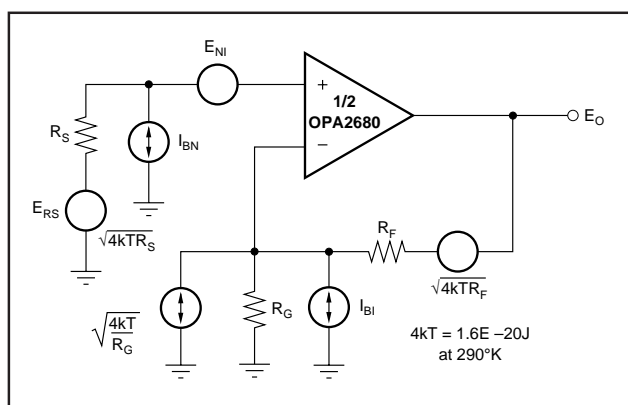 E_NI
+
1/2
OPA2680
−
E_O
R_S
I_BN
E_RS
√4kTR_S
R_F
√4kTR_F
√4kT/R_G
R_G
I_BI
4kT = 1.6E –20J
at 290°K